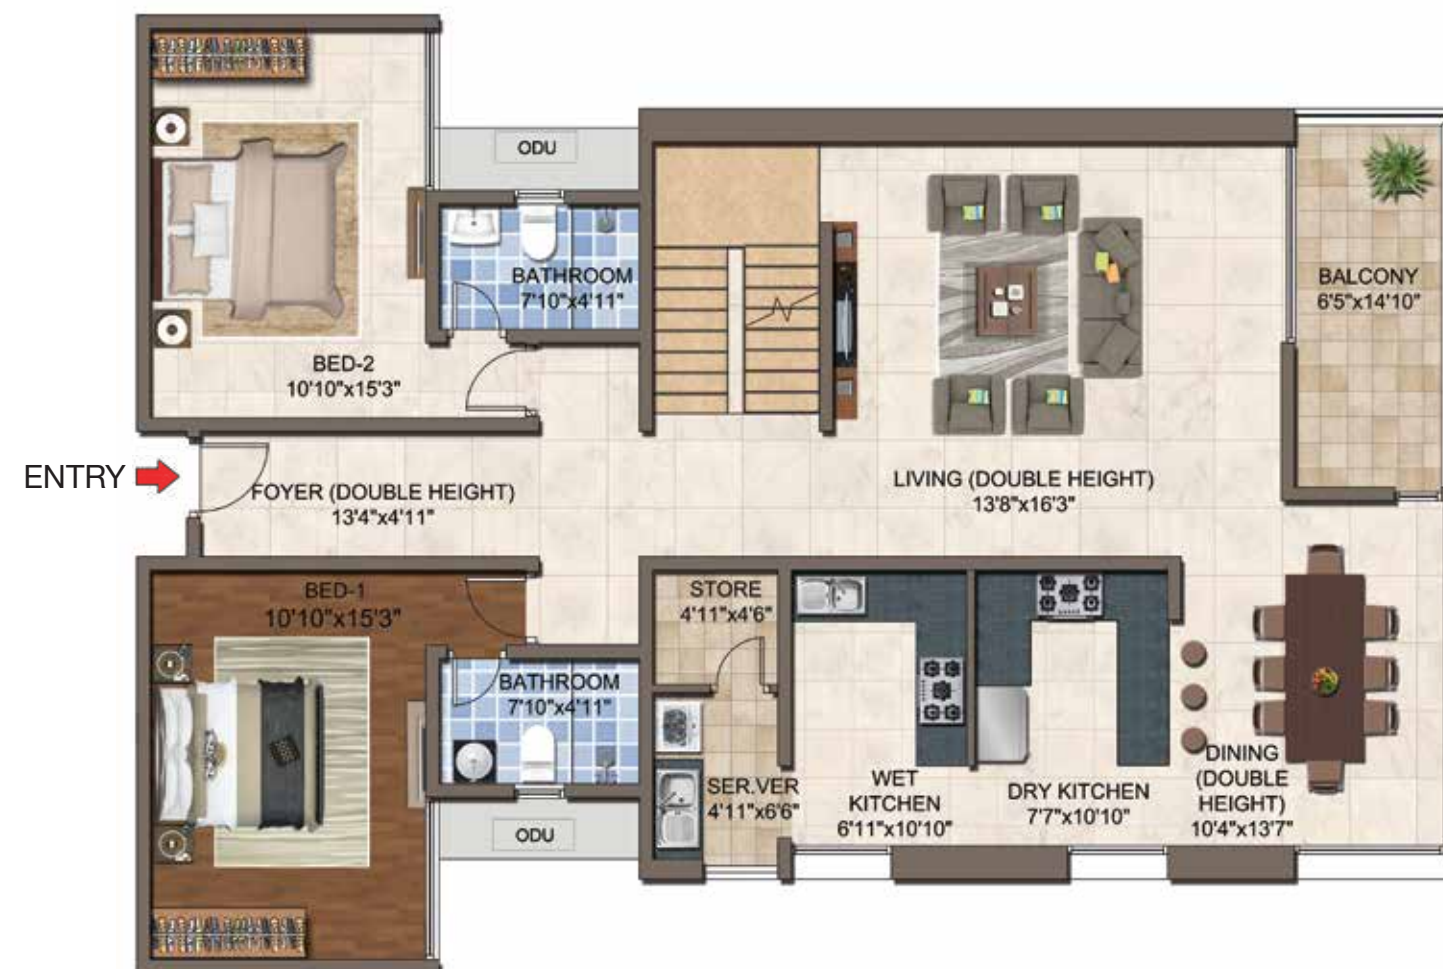 ODU
BATHROOM
7'10"x4'11"
BED-2
10'10"x15'3"
BALCONY
6'5"x14'10"
ENTRY
FOYER (DOUBLE HEIGHT)
13'4"x4'11"
LIVING (DOUBLE HEIGHT)
13'8"x16'3"
BED-1
10'10"x15'3"
STORE
4'11"x4'6"
BATHROOM
7'10"x4'11"
SER.VER
4'11"x6'6"
WET
KITCHEN
6'11"x10'10"
DRY KITCHEN
7'7"x10'10"
DINING
(DOUBLE
HEIGHT)
10'4"x13'7"
ODU